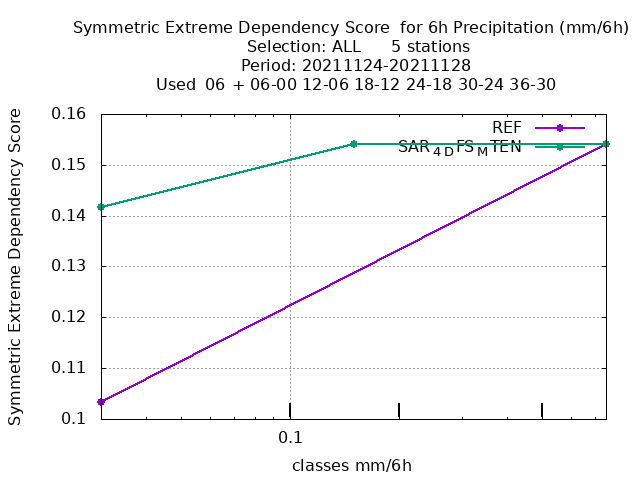 Symmetric Extreme Dependency Score  for 6h Precipitation (mm/6h)
Selection: ALL      5 stations
Period: 20211124-20211128
Used  06 + 06-00 12-06 18-12 24-18 30-24 36-30
Symmetric Extreme Dependency Score
0.16
0.15
0.14
0.13
0.12
0.11
0.1
REF
SAR4DFSMTEN
0.1
classes mm/6h